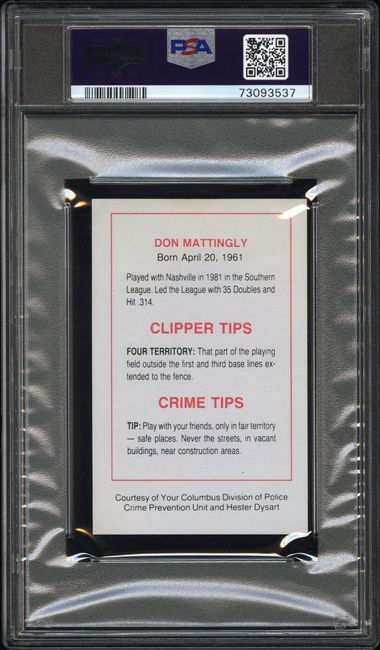 PSA
73093537
DON MATTINGLY
Born April 20, 1961
Played with Nashville in 1981 in the Southern
League. Led the League with 35 Doubles and
Hit .314.
CLIPPER TIPS
FOUR TERRITORY: That part of the playing
field outside the first and third base lines ex-
tended to the fence.
CRIME TIPS
TIP: Play with your friends, only in fair territory
— safe places. Never the streets, in vacant
buildings, near construction areas.
Courtesy of Your Columbus Division of Police
Crime Prevention Unit and Hester Dysart